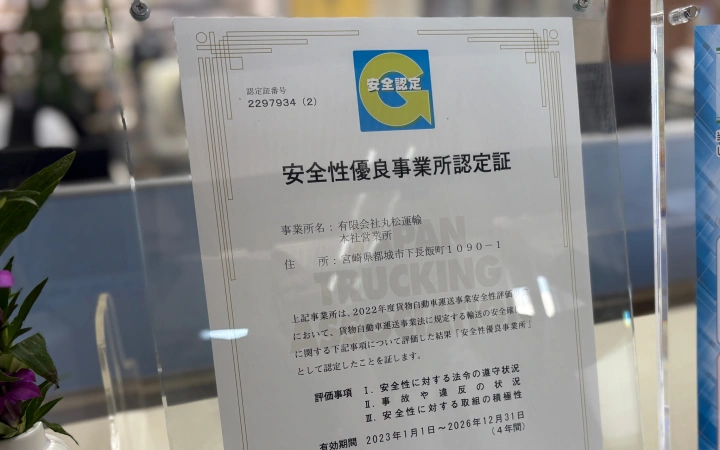 認定証番号
2297934 (2)
安全認定
G
安全性優良事業所認定証
事業所名：有限会社丸松運輸
本社営業所
住　所：宮崎県都城市下長飯町１０９０－１
JAPAN
TRUCKING
上記事業所は、2022年度貨物自動車運送事業安全性評価
において、貨物自動車運送事業法に規定する輸送の安全確
に関する下記事項について評価した結果「安全性優良事業所」
として認定したことを証します。
評価事項　Ⅰ．安全性に対する法令の遵守状況
Ⅱ．事故や違反の状況
Ⅲ．安全性に対する取組の積極性
有効期間　2023年1月1日～2026年12月31日
（4年間）